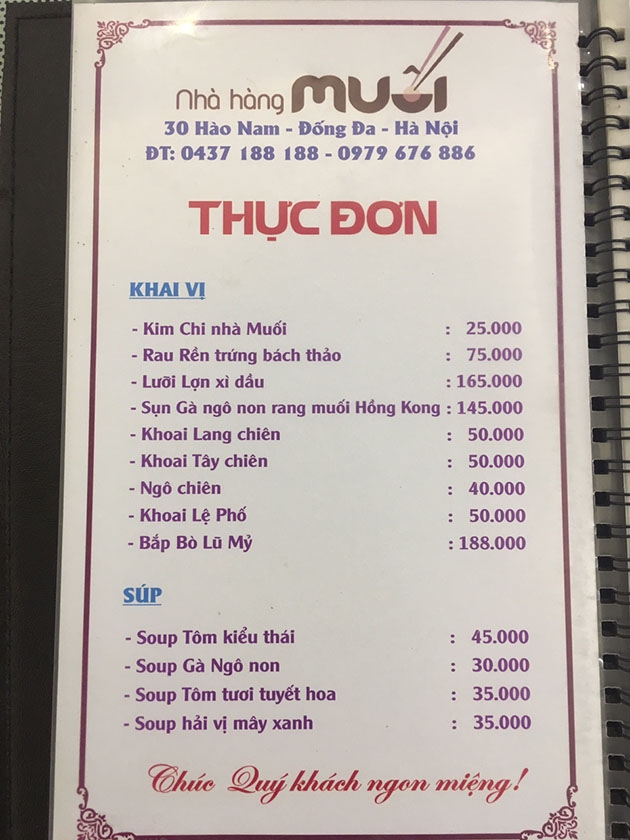 Nhà hàng muối
30 Hào Nam - Đống Đa - Hà Nội
ĐT: 0437 188 188 - 0979 676 886
THỰC ĐƠN
KHAI VỊ
- Kim Chi nhà Muối : 25.000
- Rau Rền trứng bách thảo : 75.000
- Lưỡi Lợn xì dầu : 165.000
- Sụn Gà ngô non rang muối Hồng Kong : 145.000
- Khoai Lang chiên : 50.000
- Khoai Tây chiên : 50.000
- Ngô chiên : 40.000
- Khoai Lệ Phố : 50.000
- Bắp Bò Lũ Mỷ : 188.000
SÚP
- Soup Tôm kiểu thái : 45.000
- Soup Gà Ngô non : 30.000
- Soup Tôm tươi tuyết hoa : 35.000
- Soup hải vị mây xanh : 35.000
Chúc Quý khách ngon miệng!